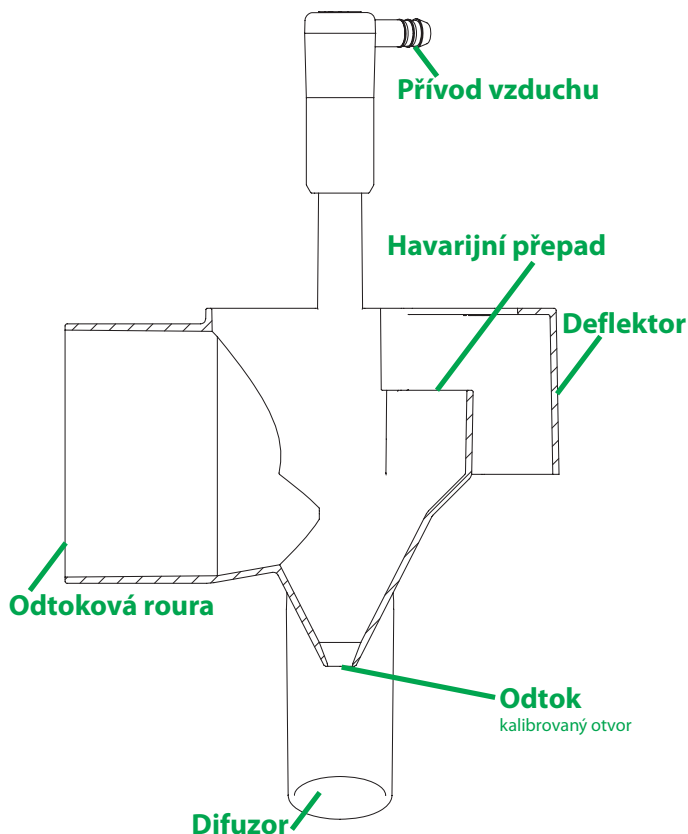 Přívod vzduchu
Havarijní přepad
Deflektor
Odtoková roura
Odtok
kalibrovaný otvor
Difuzor